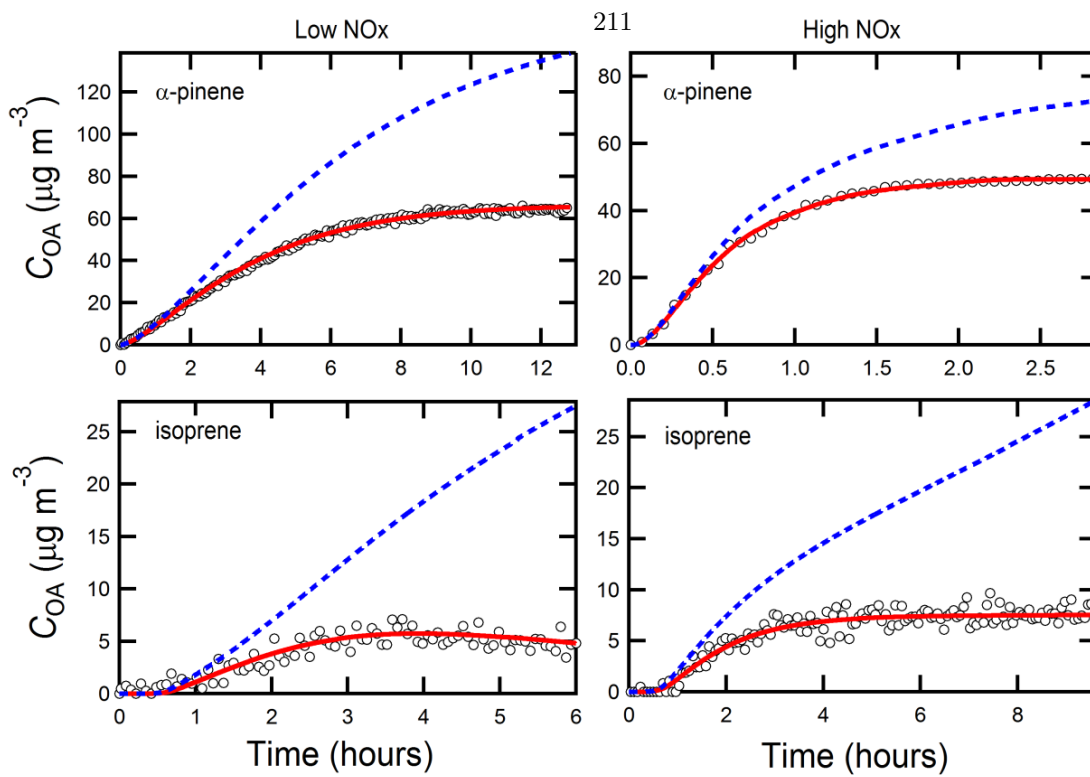 211
Low NOx
High NOx
α-pinene
C_OA (µg m⁻³)
120
100
80
60
40
20
0
0 2 4 6 8 10 12
α-pinene
80
60
40
20
0
0.0 0.5 1.0 1.5 2.0 2.5
isoprene
C_OA (µg m⁻³)
25
20
15
10
5
0
0 1 2 3 4 5 6
Time (hours)
isoprene
25
20
15
10
5
0
0 2 4 6 8
Time (hours)